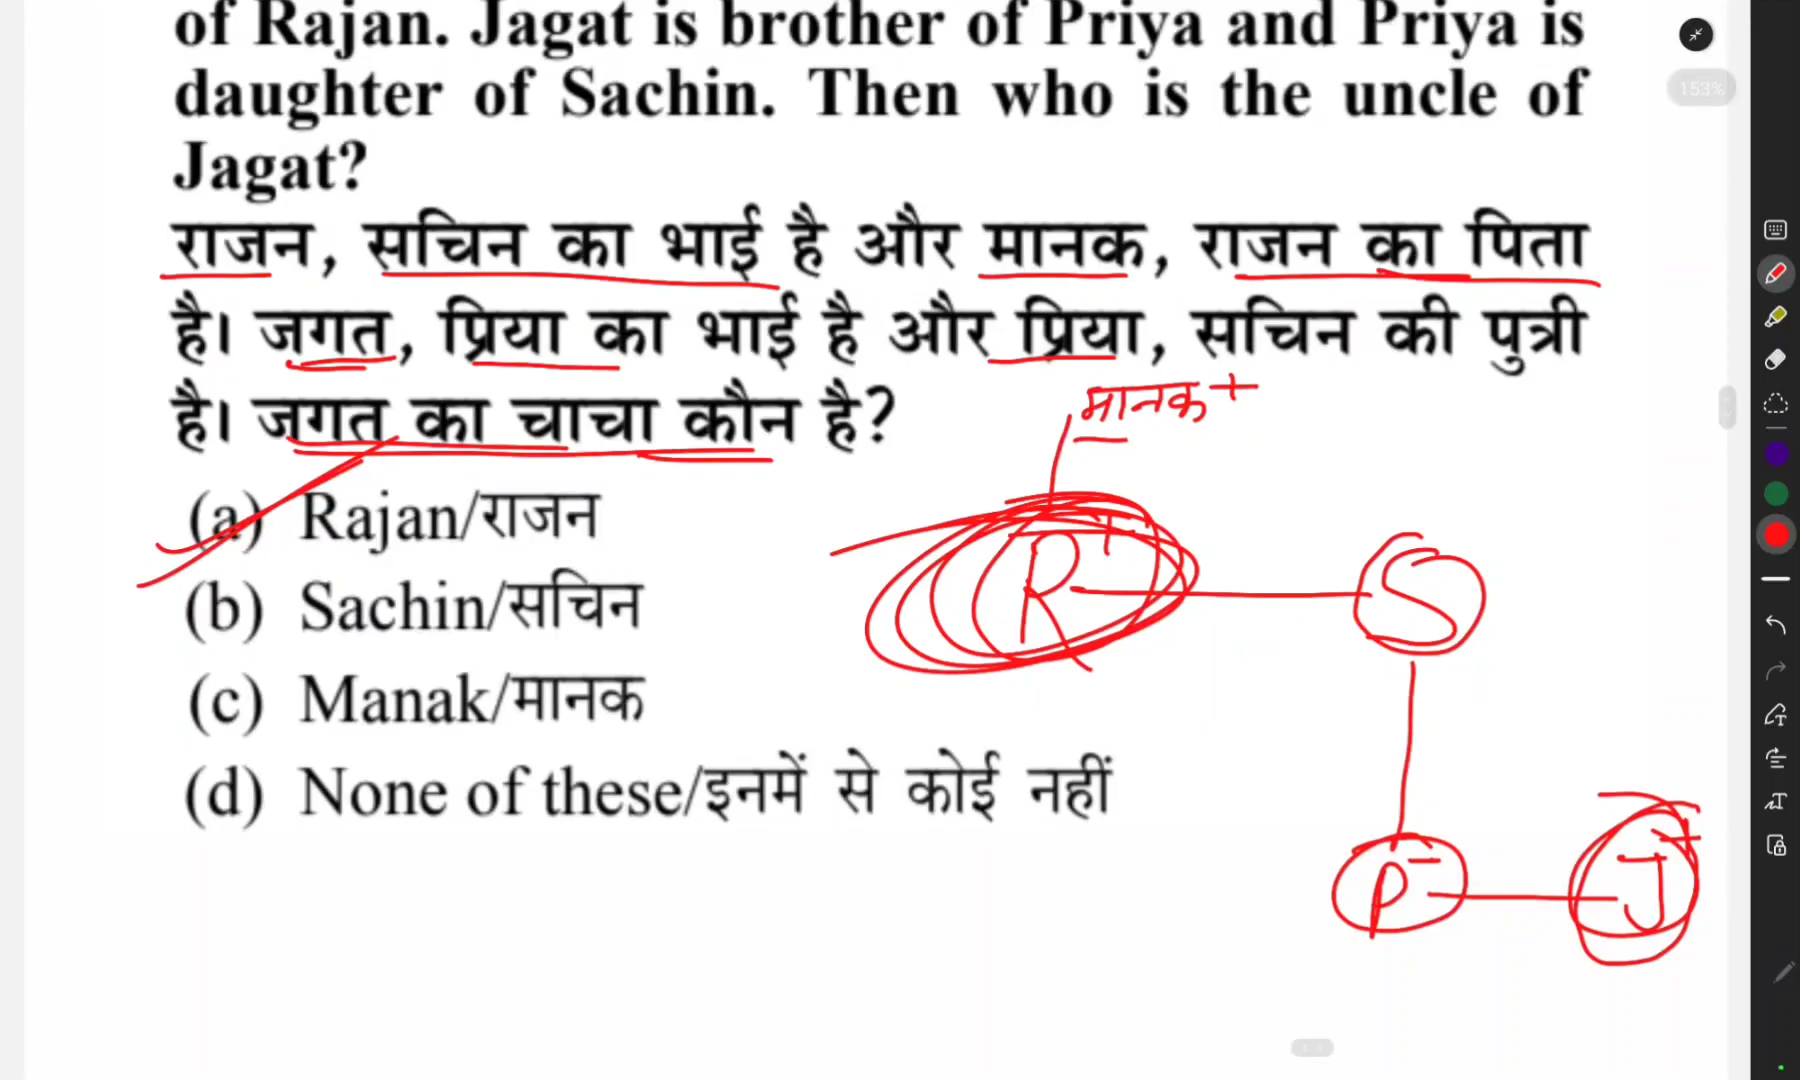 of Rajan. Jagat is brother of Priya and Priya is
daughter of Sachin. Then who is the uncle of
Jagat?
राजन, सचिन का भाई है और मानक, राजन का पिता
है। जगत, प्रिया का भाई है और प्रिया, सचिन की पुत्री
है। जगत का चाचा कौन है?
मानक +
(a) Rajan/राजन
(b) Sachin/सचिन
(c) Manak/मानक
(d) None of these/इनमें से कोई नहीं
R+ S
P- J+
153%